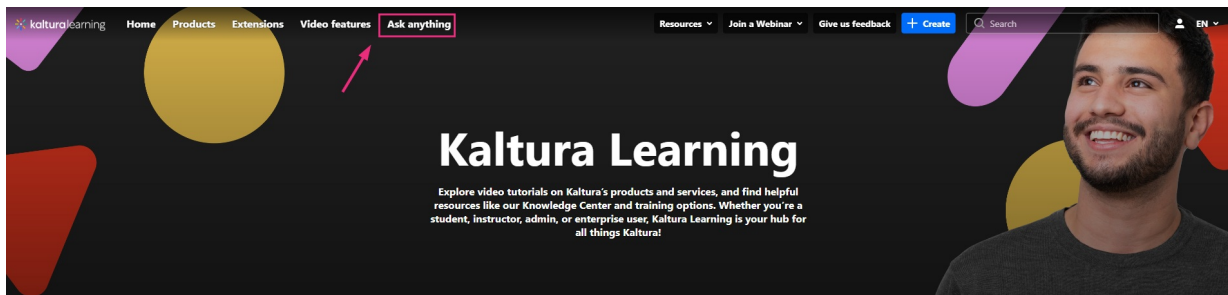 kalturalearning Home Products Extensions Video features Ask anything Resources Join a Webinar Give us feedback + Create Search EN
Kaltura Learning
Explore video tutorials on Kaltura's products and services, and find helpful
resources like our Knowledge Center and training options. Whether you're a
student, instructor, admin, or enterprise user, Kaltura Learning is your hub for
all things Kaltura!